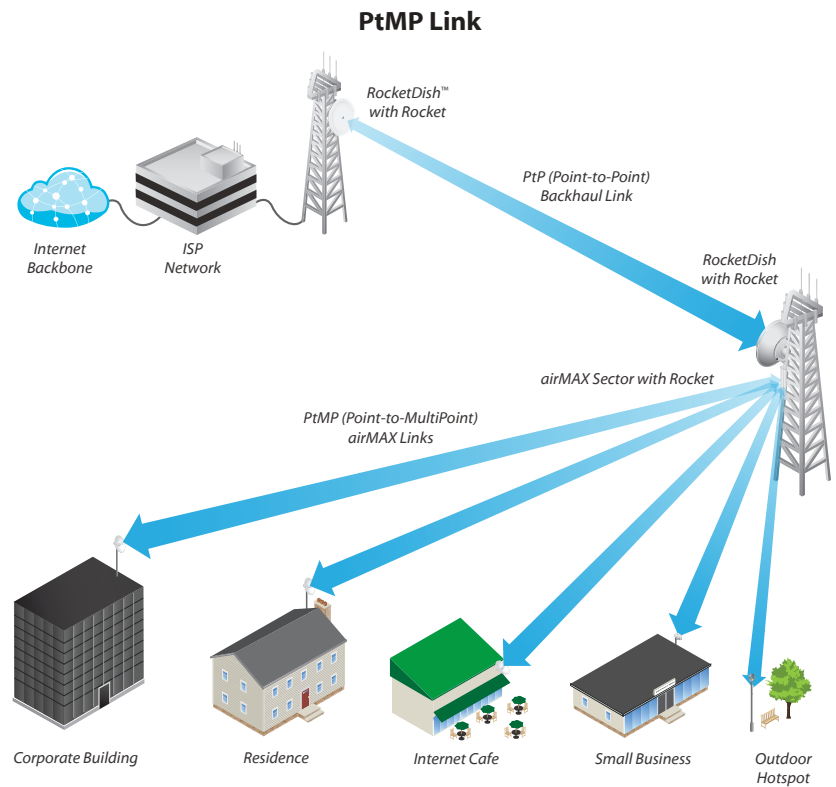 PtMP Link
RocketDish™
with Rocket
PtP (Point-to-Point)
Backhaul Link
Internet
Backbone
ISP
Network
RocketDish
with Rocket
airMAX Sector with Rocket
PtMP (Point-to-MultiPoint)
airMAX Links
Corporate Building
Residence
Internet Cafe
Small Business
Outdoor
Hotspot